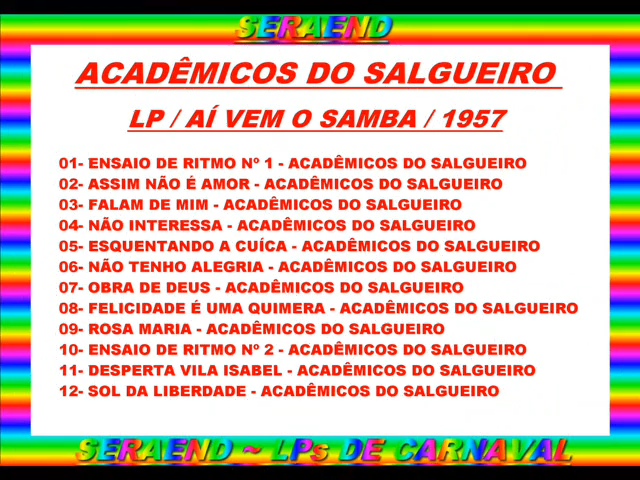 SERAEND
ACADÊMICOS DO SALGUEIRO
LP / AÍ VEM O SAMBA / 1957
01- ENSAIO DE RITMO Nº 1 - ACADÊMICOS DO SALGUEIRO
02- ASSIM NÃO É AMOR - ACADÊMICOS DO SALGUEIRO
03- FALAM DE MIM - ACADÊMICOS DO SALGUEIRO
04- NÃO INTERESSA - ACADÊMICOS DO SALGUEIRO
05- ESQUENTANDO A CUÍCA - ACADÊMICOS DO SALGUEIRO
06- NÃO TENHO ALEGRIA - ACADÊMICOS DO SALGUEIRO
07- OBRA DE DEUS - ACADÊMICOS DO SALGUEIRO
08- FELICIDADE É UMA QUIMERA - ACADÊMICOS DO SALGUEIRO
09- ROSA MARIA - ACADÊMICOS DO SALGUEIRO
10- ENSAIO DE RITMO Nº 2 - ACADÊMICOS DO SALGUEIRO
11- DESPERTA VILA ISABEL - ACADÊMICOS DO SALGUEIRO
12- SOL DA LIBERDADE - ACADÊMICOS DO SALGUEIRO
SERAEND ~ LPs DE CARNAVAL